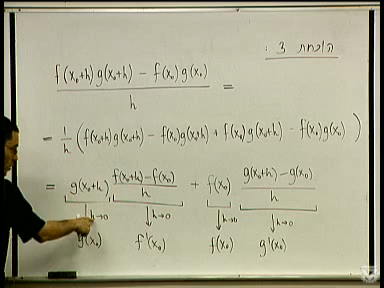 הוכחת 3 :
f(x₀+h)g(x₀+h) - f(x₀)g(x₀) / h =
= 1/h ( f(x₀+h)g(x₀+h) - f(x₀)g(x₀+h) + f(x₀)g(x₀+h) - f(x₀)g(x₀) )
= g(x₀+h) f(x₀+h)-f(x₀) / h + f(x₀) g(x₀+h)-g(x₀) / h
↓h→0 ↓h→0 ↓h→0 ↓h→0
g(x₀) f'(x₀) f(x₀) g'(x₀)